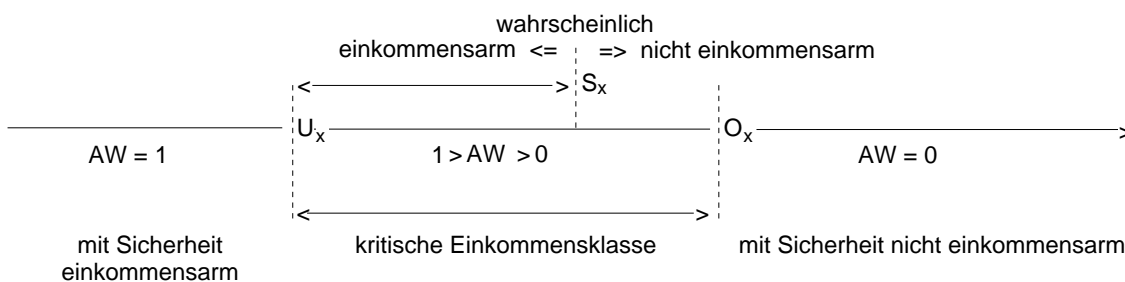 wahrscheinlich
einkommensarm <= => nicht einkommensarm
< > Sx
Ux Ox >
AW = 1 1 > AW > 0 AW = 0
< >
mit Sicherheit kritische Einkommensklasse mit Sicherheit nicht einkommensarm
einkommensarm